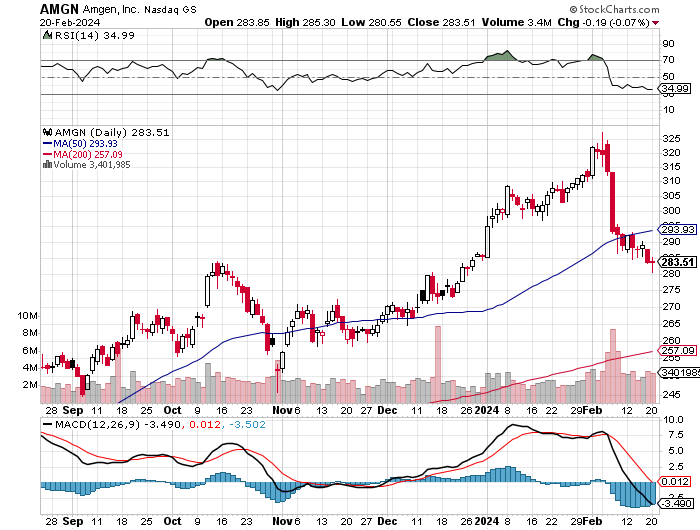 AMGN Amgen, Inc. Nasdaq GS © StockCharts.com
20-Feb-2024 Open 283.85 High 285.30 Low 280.55 Close 283.51 Volume 3.4M Chg -0.19 (-0.07%)
RSI(14) 34.99
90
70
50
34.99
30
10
AMGN (Daily) 283.51
MA(50) 293.93
MA(200) 257.09
Volume 3,401,985
325
320
315
310
305
300
293.93
290
285
283.51
280
275
270
10M 265
8M 260
6M 257.09
4M 3401985
2M
245
28 Sep 11 18 25 Oct 9 16 23 Nov 6 13 20 27 Dec 11 18 26 2024 8 16 22 29 Feb 12 20
MACD(12,26,9) -3.490, 0.012, -3.502
10.0
7.5
5.0
2.5
0.012
-3.490
28 Sep 11 18 25 Oct 9 16 23 Nov 6 13 20 27 Dec 11 18 26 2024 8 16 22 29 Feb 12 20